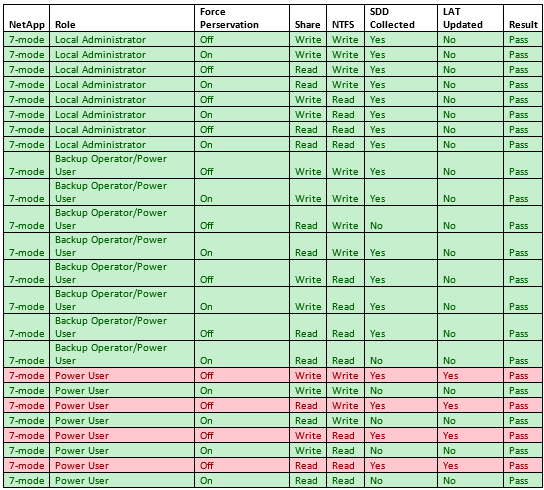 Force SDD LAT
NetApp Role Perservation Share NTFS Collected Updated Result
7-mode Local Administrator Off Write Write Yes No Pass
7-mode Local Administrator On Write Write Yes No Pass
7-mode Local Administrator Off Read Write Yes No Pass
7-mode Local Administrator On Read Write Yes No Pass
7-mode Local Administrator Off Write Read Yes No Pass
7-mode Local Administrator On Write Read Yes No Pass
7-mode Local Administrator Off Read Read Yes No Pass
7-mode Local Administrator On Read Read Yes No Pass
Backup Operator/Power
7-mode User Off Write Write Yes No Pass
Backup Operator/Power
7-mode User On Write Write Yes No Pass
Backup Operator/Power
7-mode User Off Read Write No No Pass
Backup Operator/Power
7-mode User On Read Write Yes No Pass
Backup Operator/Power
7-mode User Off Write Read Yes No Pass
Backup Operator/Power
7-mode User On Write Read Yes No Pass
Backup Operator/Power
7-mode User Off Read Read Yes No Pass
Backup Operator/Power
7-mode User On Read Read No No Pass
7-mode Power User Off Write Write Yes Yes Pass
7-mode Power User On Write Write No No Pass
7-mode Power User Off Read Write Yes Yes Pass
7-mode Power User On Read Write No No Pass
7-mode Power User Off Write Read Yes Yes Pass
7-mode Power User On Write Read No No Pass
7-mode Power User Off Read Read Yes Yes Pass
7-mode Power User On Read Read No No Pass